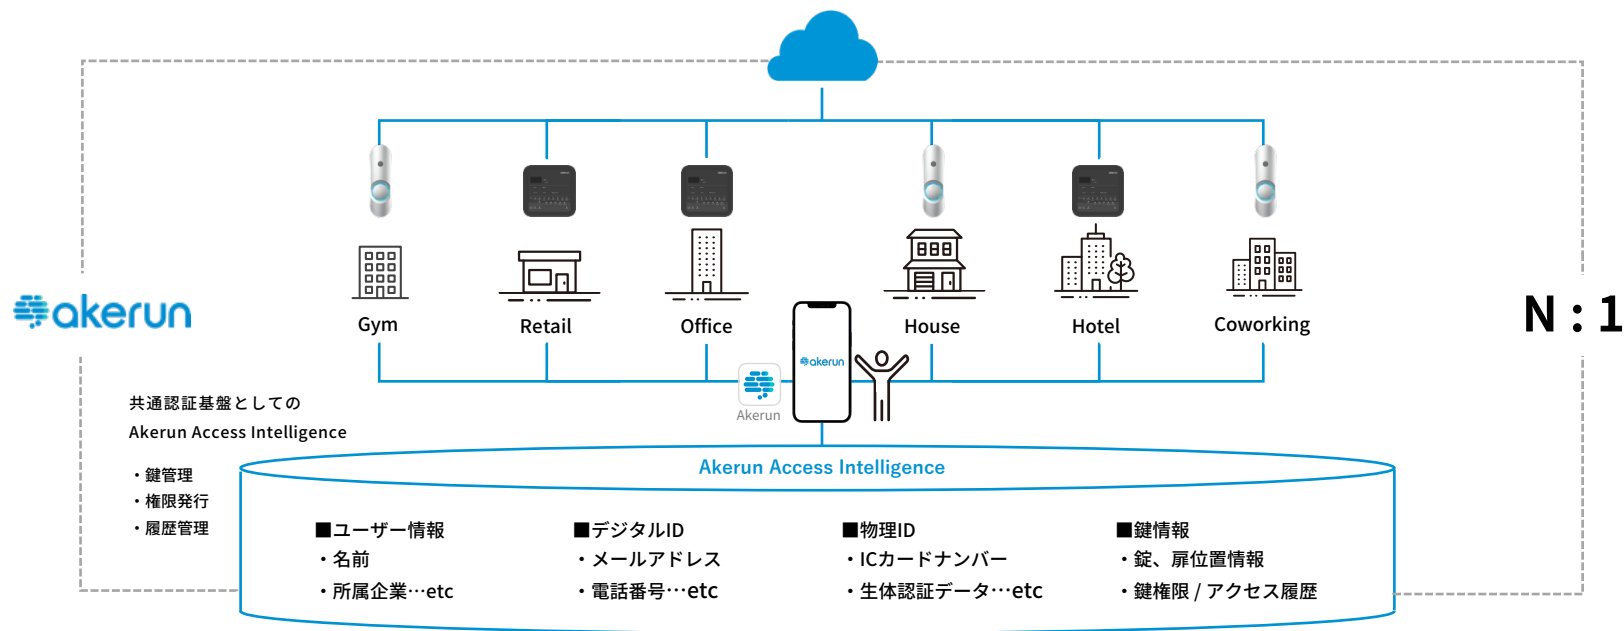 akerun
N : 1
Gym
Retail
Office
House
Hotel
Coworking
akerun
Akerun
共通認証基盤としての
Akerun Access Intelligence
・鍵管理
・権限発行
・履歴管理
Akerun Access Intelligence
■ユーザー情報
・名前
・所属企業…etc
■デジタルID
・メールアドレス
・電話番号…etc
■物理ID
・ICカードナンバー
・生体認証データ…etc
■鍵情報
・錠、扉位置情報
・鍵権限 / アクセス履歴